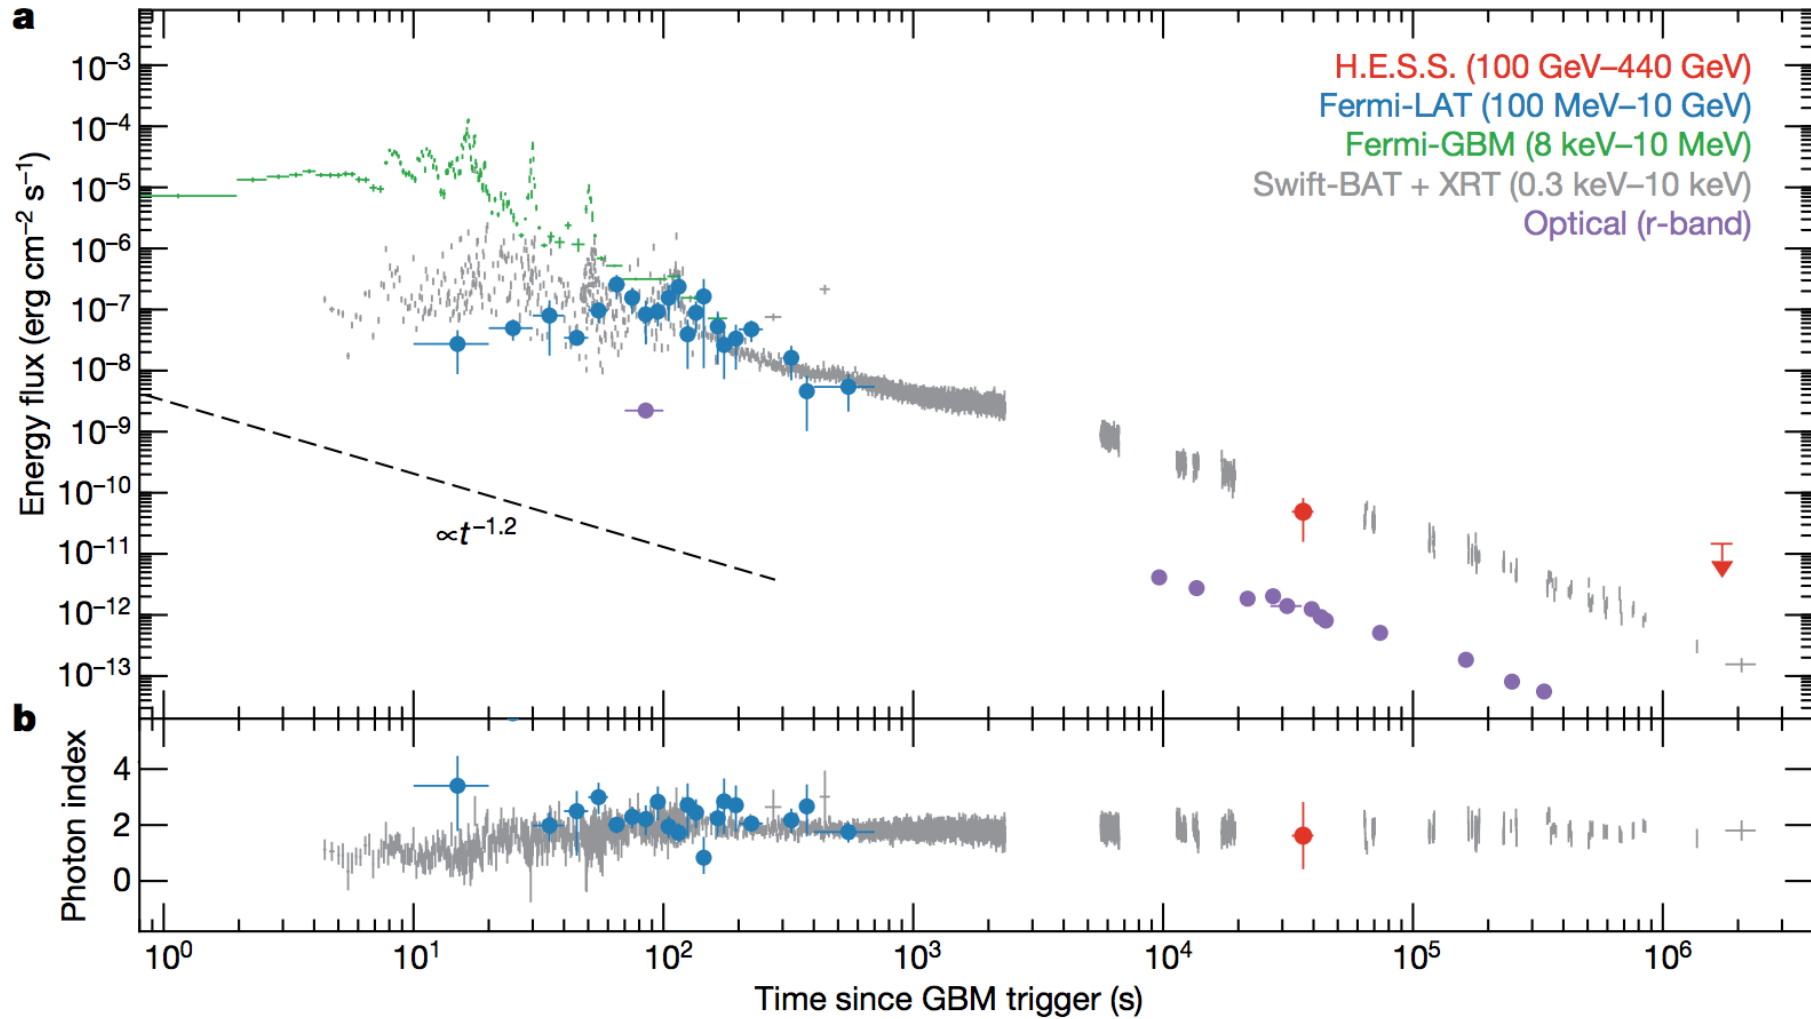 a
10⁻³
10⁻⁴
10⁻⁵
10⁻⁶
10⁻⁷
10⁻⁸
10⁻⁹
10⁻¹⁰
10⁻¹¹
10⁻¹²
10⁻¹³
Energy flux (erg cm⁻² s⁻¹)
H.E.S.S. (100 GeV–440 GeV)
Fermi-LAT (100 MeV–10 GeV)
Fermi-GBM (8 keV–10 MeV)
Swift-BAT + XRT (0.3 keV–10 keV)
Optical (r-band)
∝t⁻¹·²
b
4
2
0
Photon index
10⁰ 10¹ 10² 10³ 10⁴ 10⁵ 10⁶
Time since GBM trigger (s)